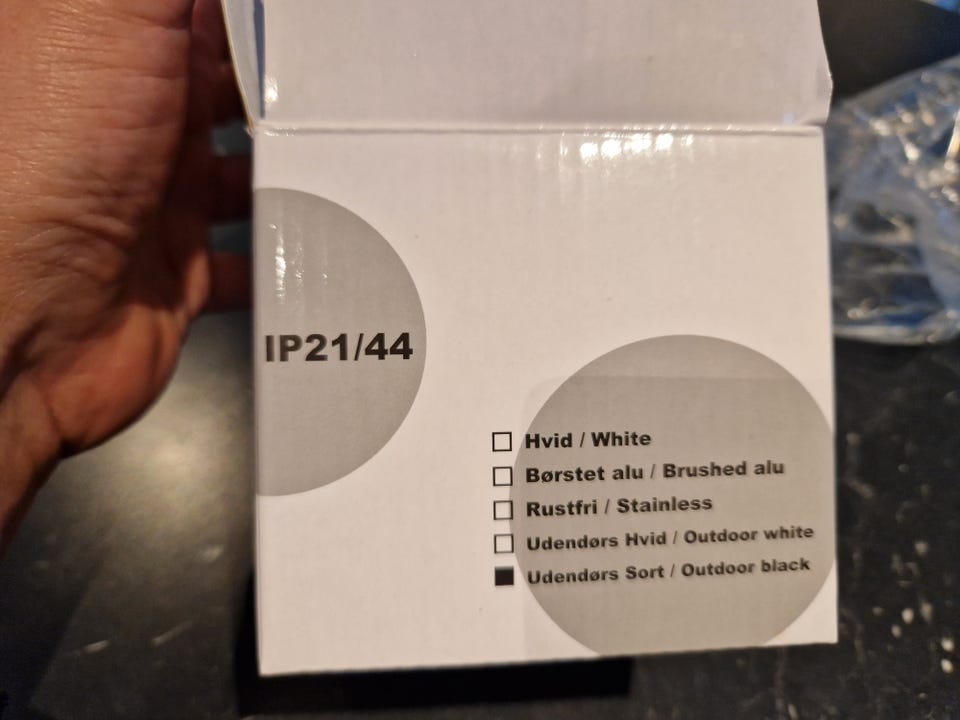 IP21/44
Hvid / White
Børstet alu / Brushed alu
Rustfri / Stainless
Udendørs Hvid / Outdoor white
Udendørs Sort / Outdoor black